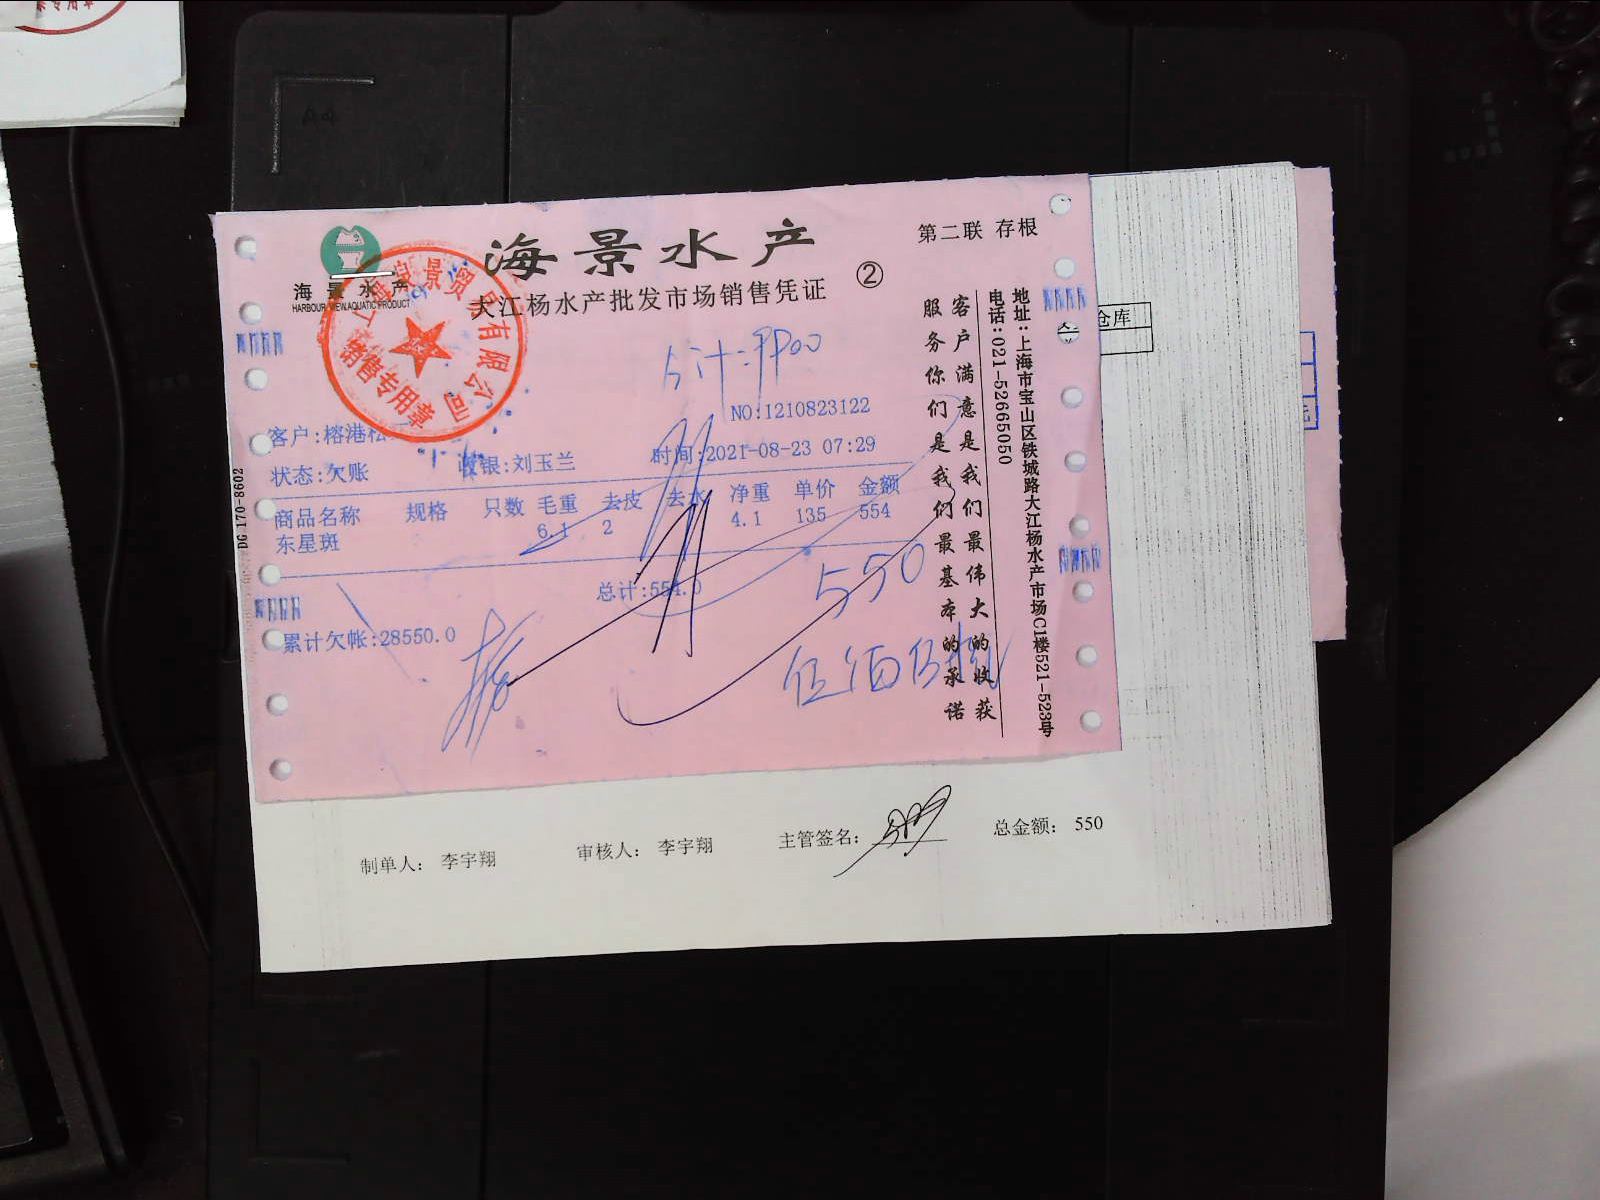 海景水产
HARBOUR VIEW AQUATIC PRODUCT
海景水产
大江杨水产批发市场销售凭证
②
第二联 存根
景贸
有限公司
销售专用章
NO:1210823122
客户:榕港松
状态:欠账
收银:刘玉兰
时间:2021-08-23 07:29
商品名称 规格 只数 毛重 去皮 去水 净重 单价 金额
东星斑 6.1 2 4.1 135 554
总计:554.0
550
累计欠帐:28550.0
伍佰伍拾
地址:上海市宝山区铁城路大江杨水产市场C1楼521-523号
电话:021-52665050
客户满意是我们最伟大的收获
服务你们是我们最基本的承诺
DG 170-8602
仓库
制单人: 李宇翔
审核人: 李宇翔
主管签名:
总金额: 550